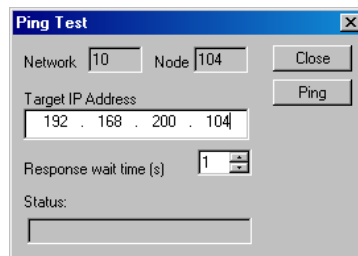 Ping Test
Network 10 Node 104 Close
Target IP Address Ping
192 . 168 . 200 . 104
Response wait time (s) 1
Status: